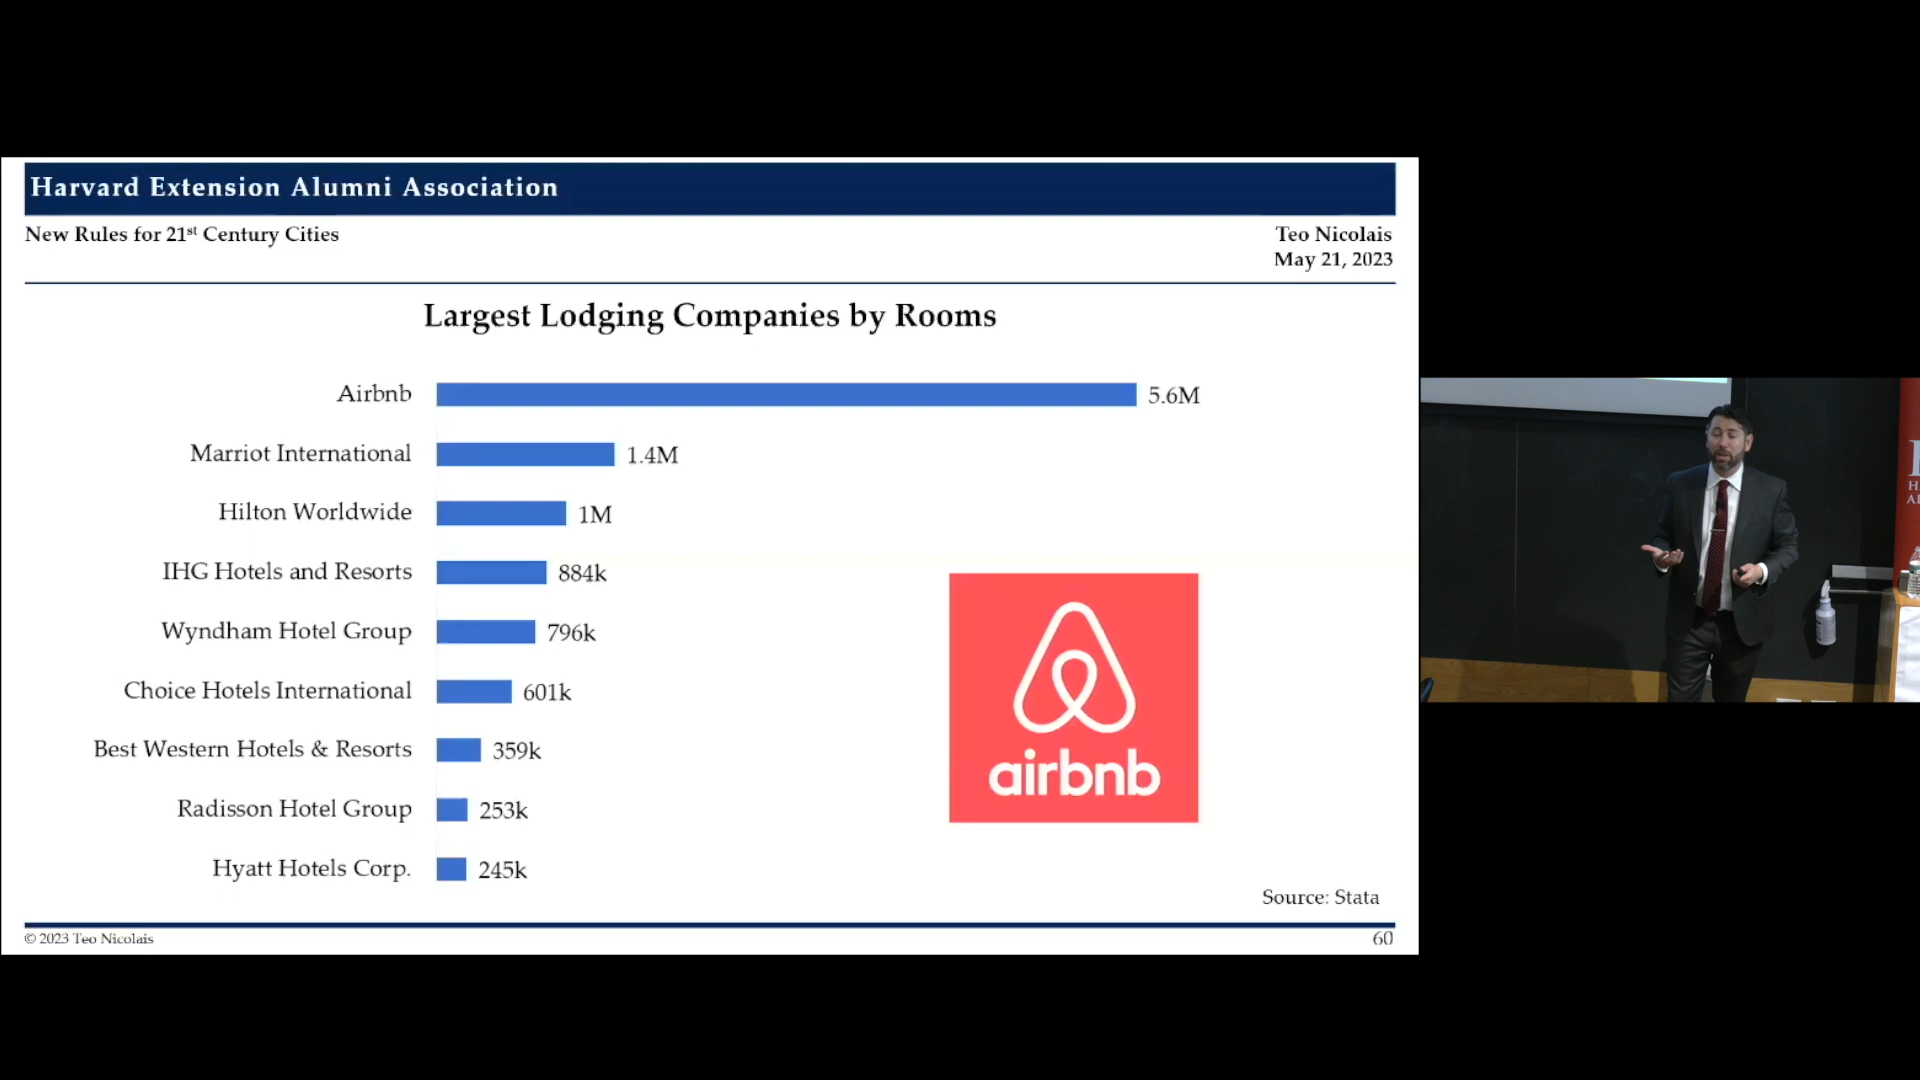 Harvard Extension Alumni Association
New Rules for 21st Century Cities
Teo Nicolais
May 21, 2023
Largest Lodging Companies by Rooms
Airbnb 5.6M
Marriot International 1.4M
Hilton Worldwide 1M
IHG Hotels and Resorts 884k
Wyndham Hotel Group 796k
Choice Hotels International 601k
Best Western Hotels & Resorts 359k
Radisson Hotel Group 253k
Hyatt Hotels Corp. 245k
airbnb
Source: Stata
© 2023 Teo Nicolais
60